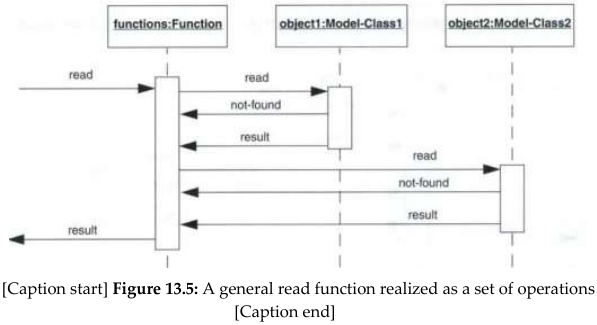 functions:Function
object1:Model-Class1
object2:Model-Class2
read
read
not-found
result
read
not-found
result
result
[Caption start] Figure 13.5: A general read function realized as a set of operations
[Caption end]